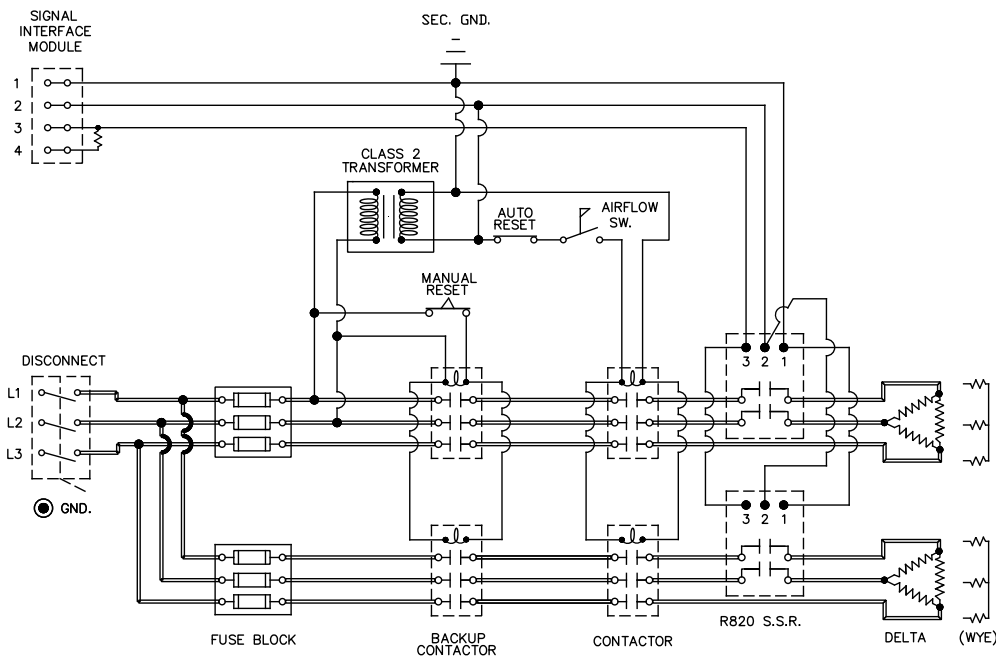 SIGNAL
INTERFACE
MODULE
SEC. GND.
1
2
3
4
CLASS 2
TRANSFORMER
AUTO
RESET
AIRFLOW
SW.
MANUAL
RESET
DISCONNECT
3 2 1
L1
L2
L3
GND.
3 2 1
FUSE BLOCK
BACKUP
CONTACTOR
CONTACTOR
R820 S.S.R.
DELTA
(WYE)